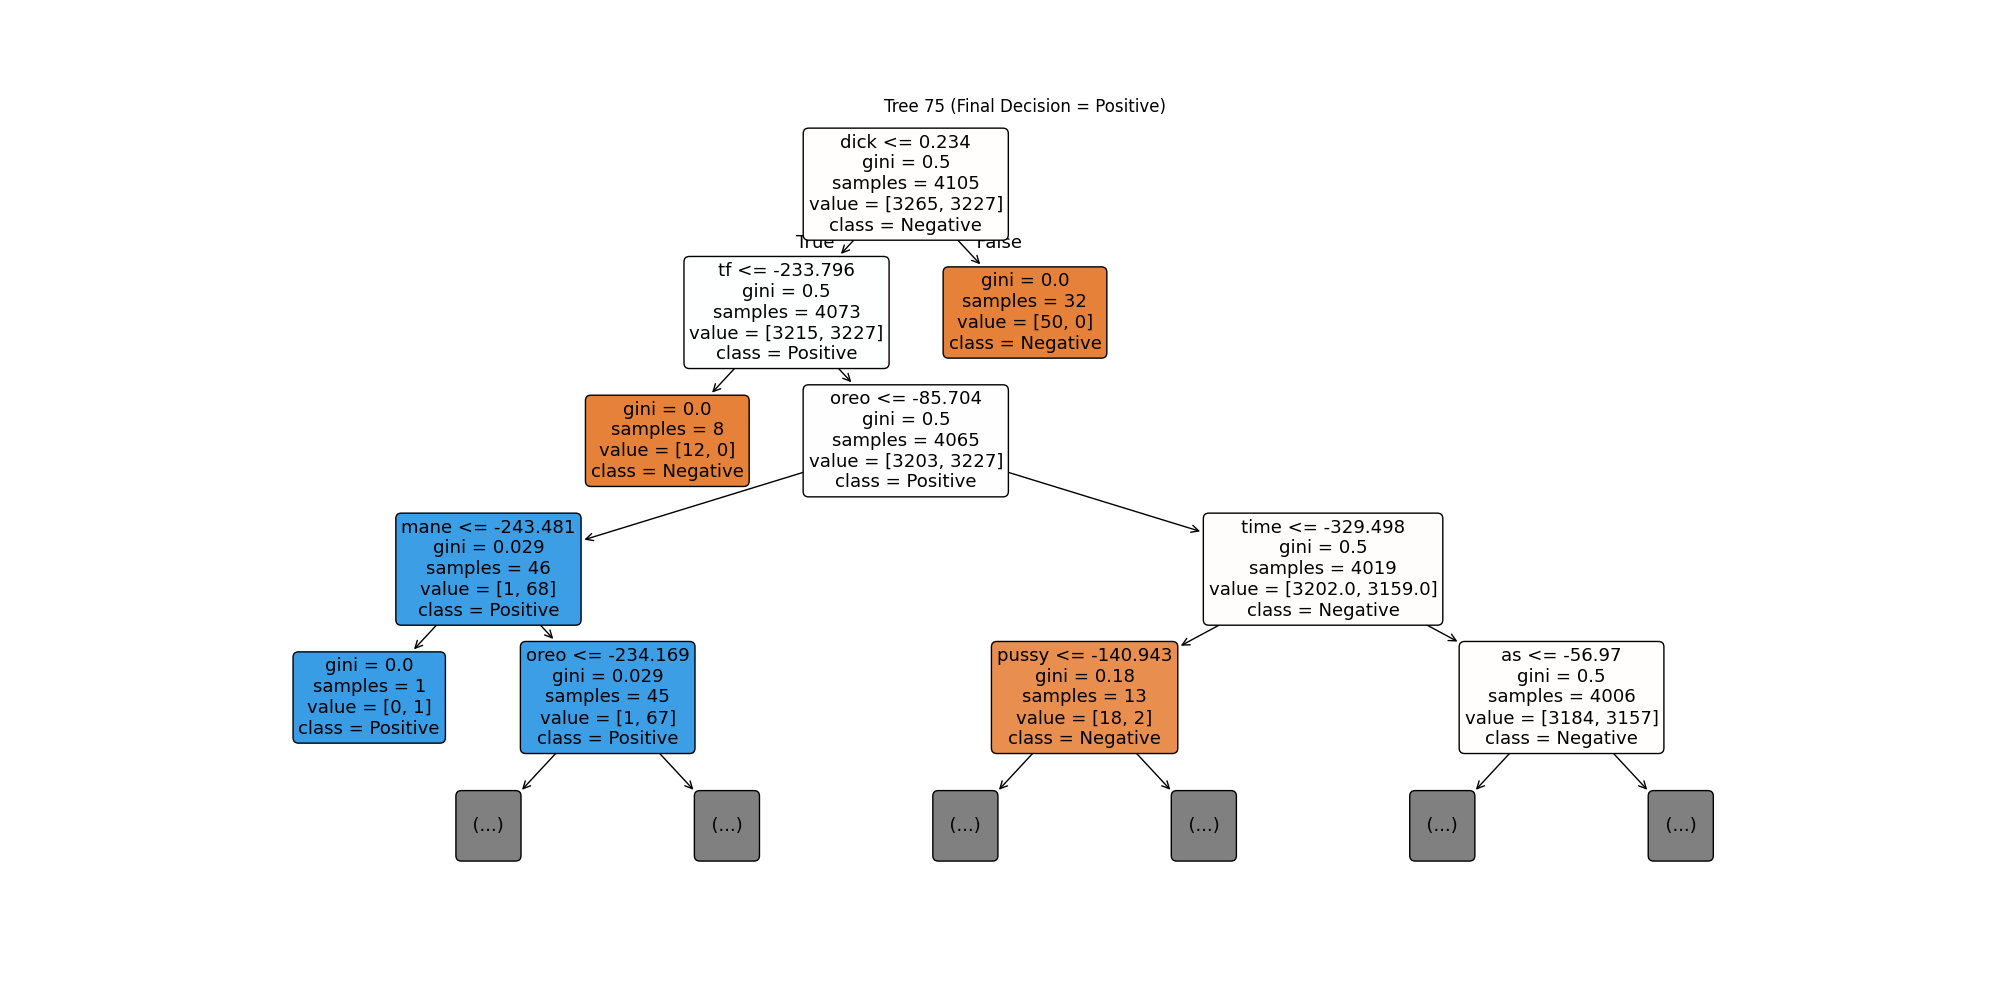 Tree 75 (Final Decision = Positive)
dick <= 0.234
gini = 0.5
samples = 4105
value = [3265, 3227]
class = Negative
True
False
tf <= -233.796
gini = 0.5
samples = 4073
value = [3215, 3227]
class = Positive
gini = 0.0
samples = 32
value = [50, 0]
class = Negative
gini = 0.0
samples = 8
value = [12, 0]
class = Negative
oreo <= -85.704
gini = 0.5
samples = 4065
value = [3203, 3227]
class = Positive
mane <= -243.481
gini = 0.029
samples = 46
value = [1, 68]
class = Positive
time <= -329.498
gini = 0.5
samples = 4019
value = [3202.0, 3159.0]
class = Negative
gini = 0.0
samples = 1
value = [0, 1]
class = Positive
oreo <= -234.169
gini = 0.029
samples = 45
value = [1, 67]
class = Positive
pussy <= -140.943
gini = 0.18
samples = 13
value = [18, 2]
class = Negative
as <= -56.97
gini = 0.5
samples = 4006
value = [3184, 3157]
class = Negative
(...)
(...)
(...)
(...)
(...)
(...)